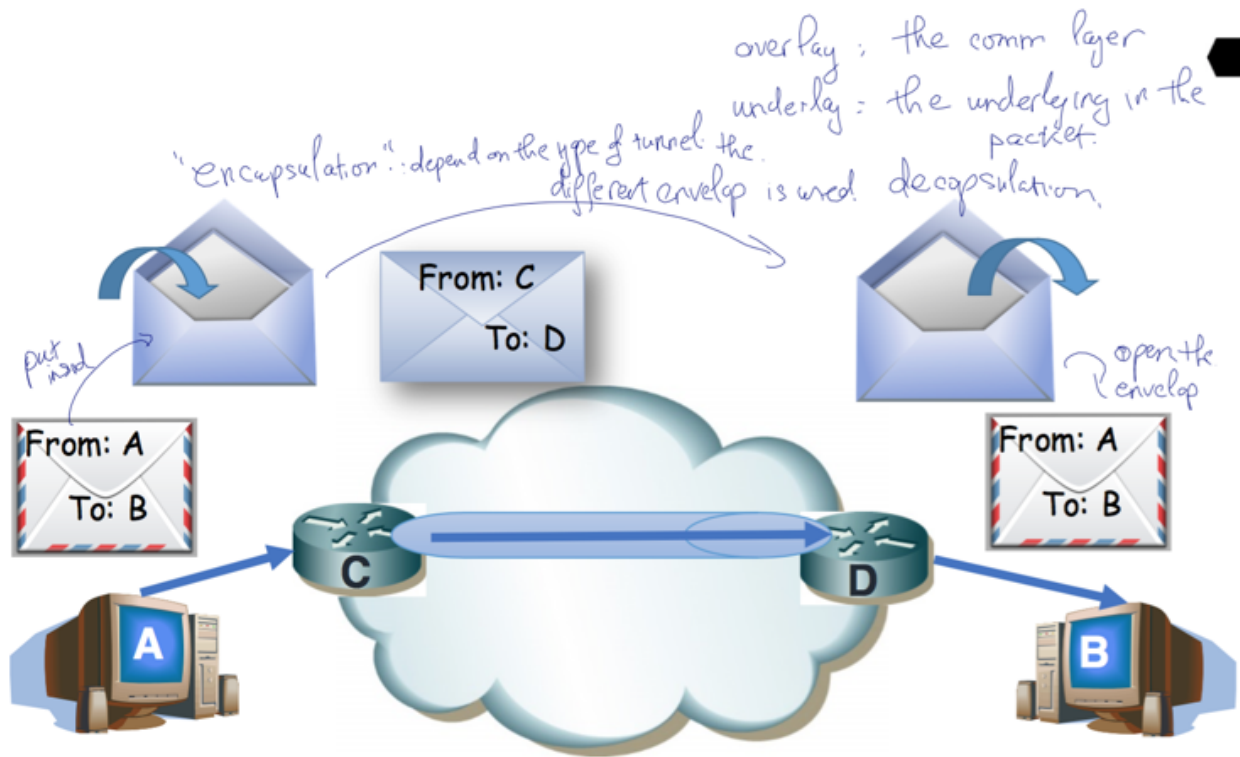 overlay : the comm layer
underlay = the underlying in the
packet.
"encapsulation" : depend on the type of tunnel the
different envelop is used
decapsulation.
From: C
To: D
put
open the
envelop
From: A
To: B
From: A
To: B
C
D
A
B